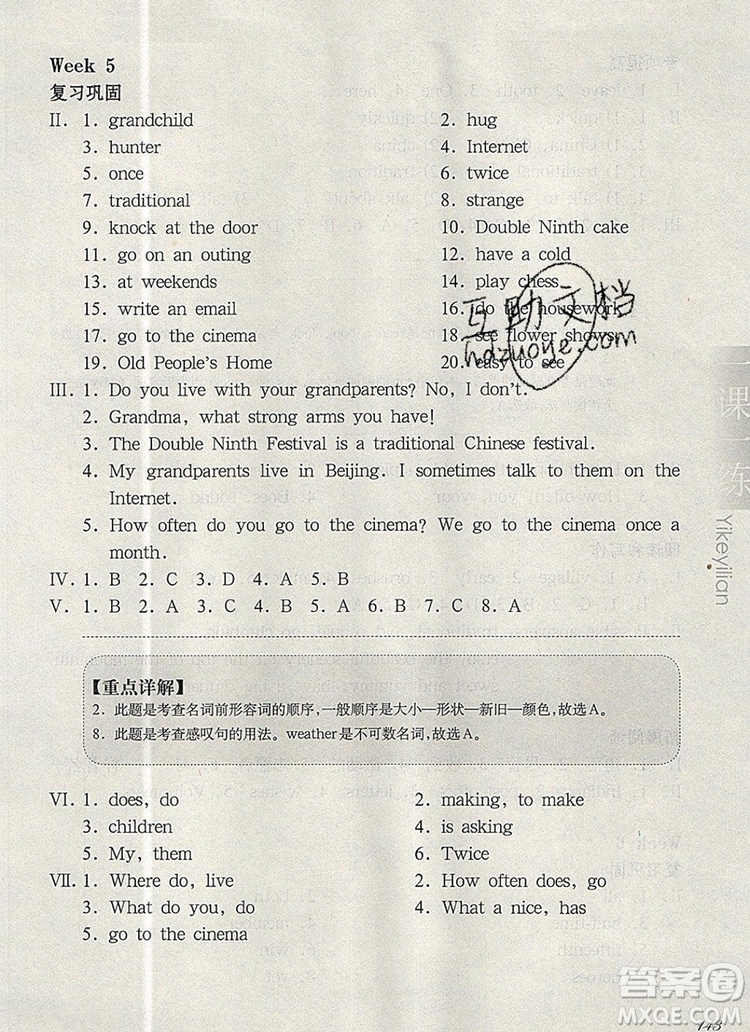 Week 5
复习巩固
II. 1. grandchild 2. hug
3. hunter 4. Internet
5. once 6. twice
7. traditional 8. strange
9. knock at the door 10. Double Ninth cake
11. go on an outing 12. have a cold
13. at weekends 14. play chess
15. write an email 16. do the housework
17. go to the cinema 18. see flower shows
19. Old People's Home 20. easy to see
互助文档
hdzuoye.com
III. 1. Do you live with your grandparents? No, I don't.
2. Grandma, what strong arms you have!
3. The Double Ninth Festival is a traditional Chinese festival.
4. My grandparents live in Beijing. I sometimes talk to them on the
Internet.
5. How often do you go to the cinema? We go to the cinema once a
month.
IV. 1. B 2. C 3. D 4. A 5. B
V. 1. B 2. A 3. C 4. A 5. A 6. B 7. C 8. A
【重点详解】
2. 此题是考查名词前形容词的顺序，一般顺序是大小—形状—新旧—颜色，故选A。
8. 此题是考查感叹句的用法。weather是不可数名词，故选A。
VI. 1. does, do 2. making, to make
3. children 4. is asking
5. My, them 6. Twice
VII. 1. Where do, live 2. How often does, go
3. What do you, do 4. What a nice, has
5. go to the cinema
一课一练
Yikeyilian
答案圈
MXQE.COM
143